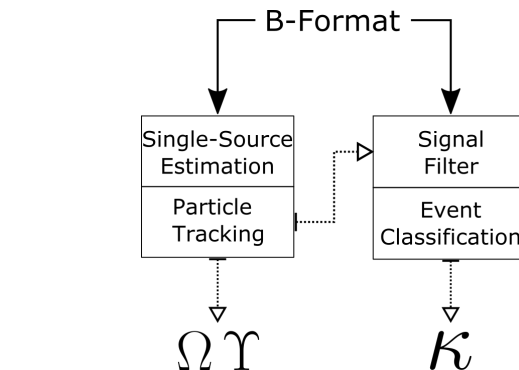 B-Format
Single-Source
Estimation
Particle
Tracking
Signal
Filter
Event
Classification
Ω ϒ
κ